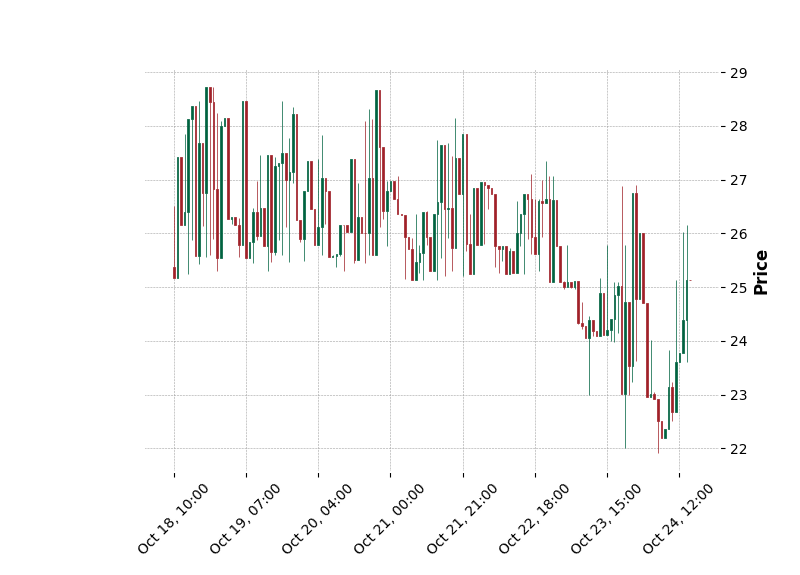 29
28
27
26
25
24
23
22
Price
Oct 18, 10:00
Oct 19, 07:00
Oct 20, 04:00
Oct 21, 00:00
Oct 21, 21:00
Oct 22, 18:00
Oct 23, 15:00
Oct 24, 12:00